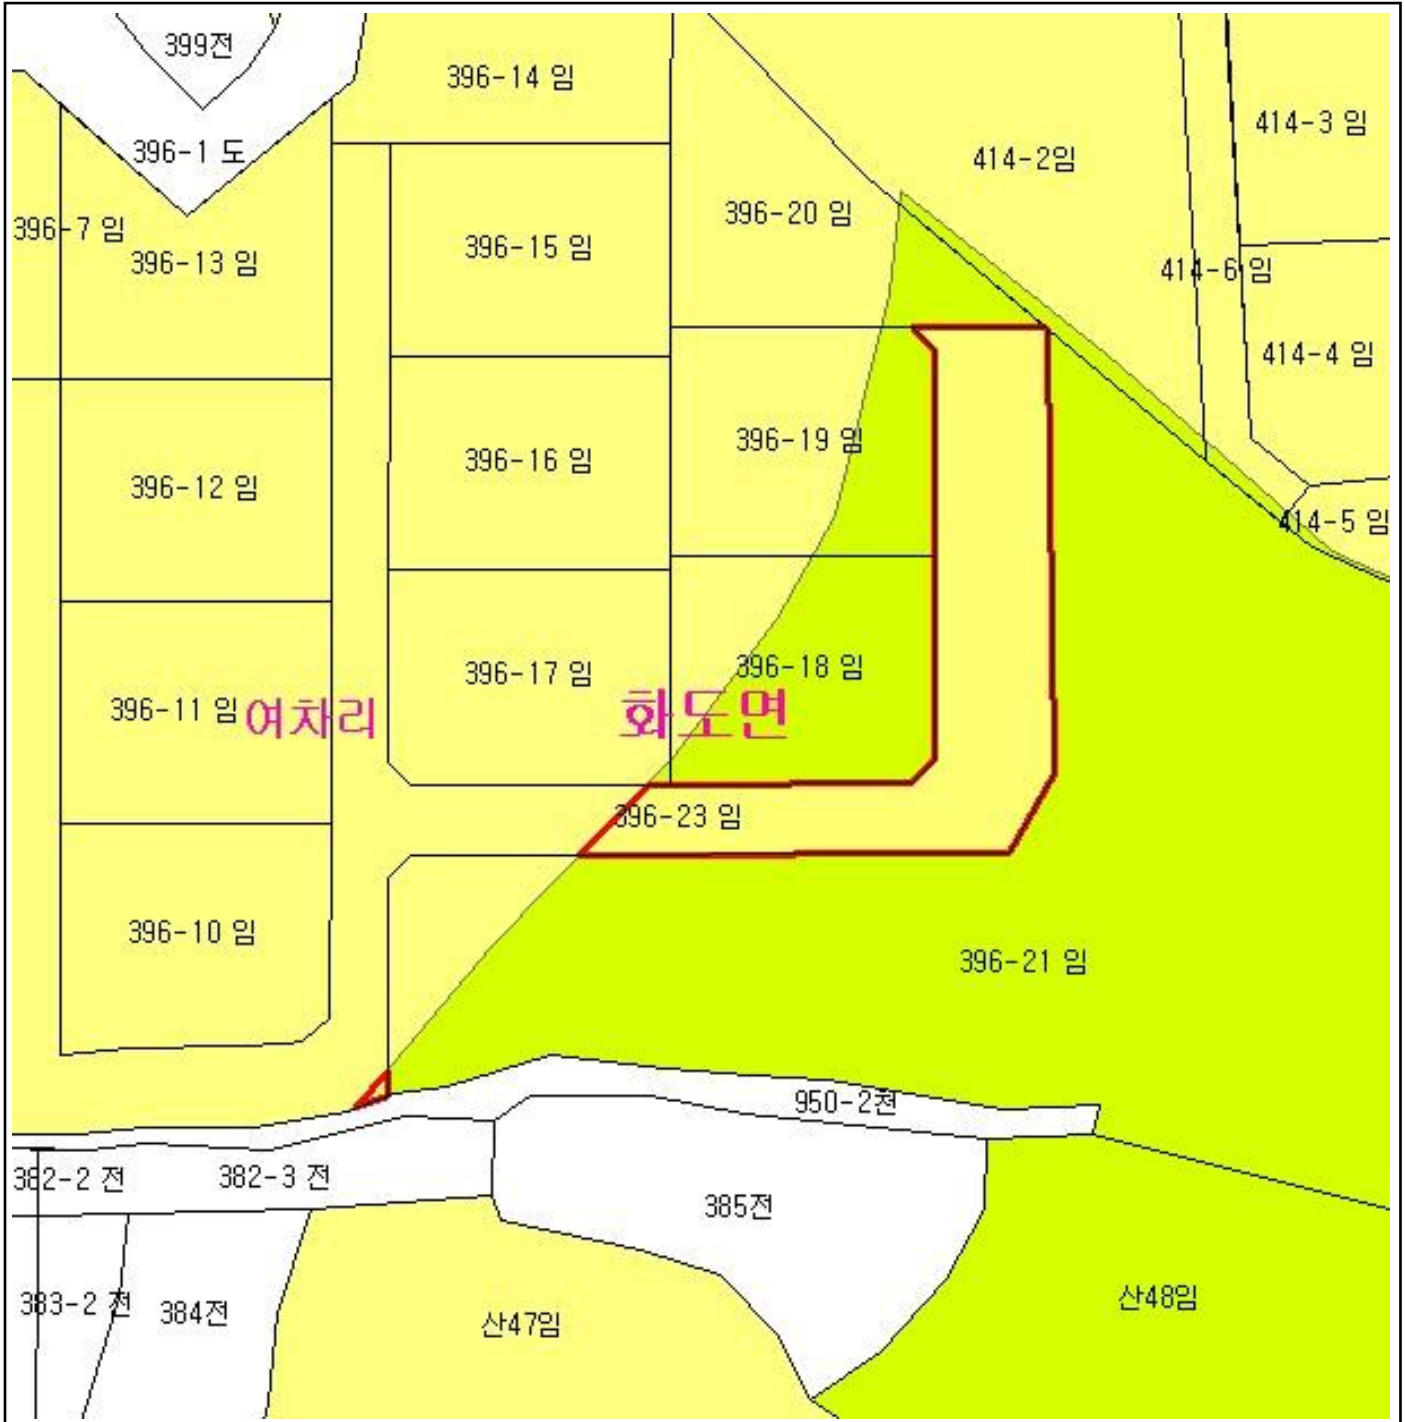 399전
396-14 임
414-3 임
396-1 도
414-2임
396-20 임
396-7 임
396-15 임
396-13 임
414-6 임
414-4 임
396-19 임
396-16 임
396-12 임
414-5 임
396-18 임
396-17 임
396-11 임
여차리
화도면
396-23 임
396-10 임
396-21 임
950-2천
382-2 전
382-3 전
385전
383-2 전
384전
산48임
산47임